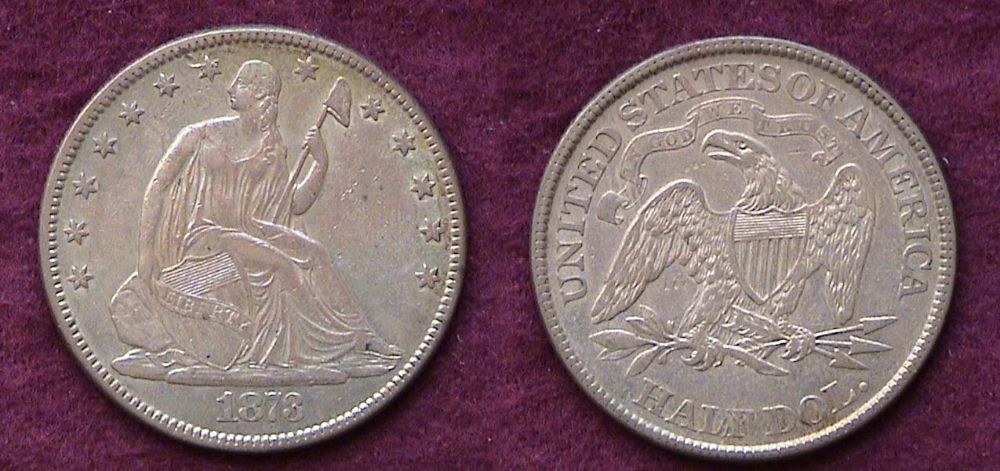 LIBERTY
1873
UNITED STATES OF AMERICA
IN GOD WE TRUST
HALF DOL.